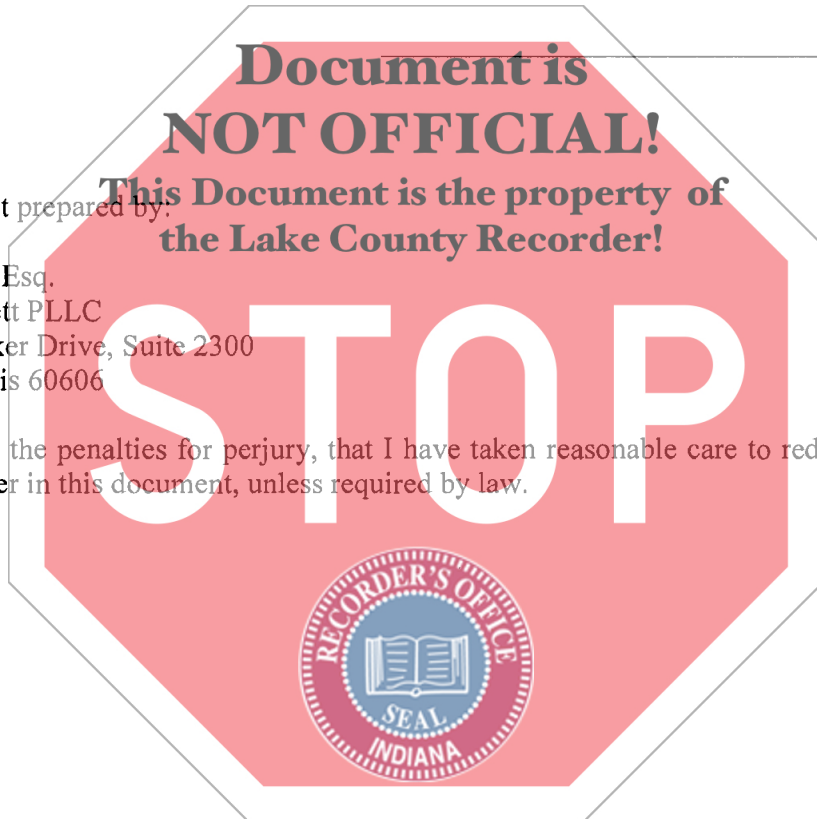 Document is
NOT OFFICIAL!
This Document is the property of
the Lake County Recorder!
t prepared by:
Esq.
ett PLLC
ker Drive, Suite 2300
is 60606
STOP
the penalties for perjury, that I have taken reasonable care to red
er in this document, unless required by law.
RECORDER'S OFFICE
SEAL
INDIANA